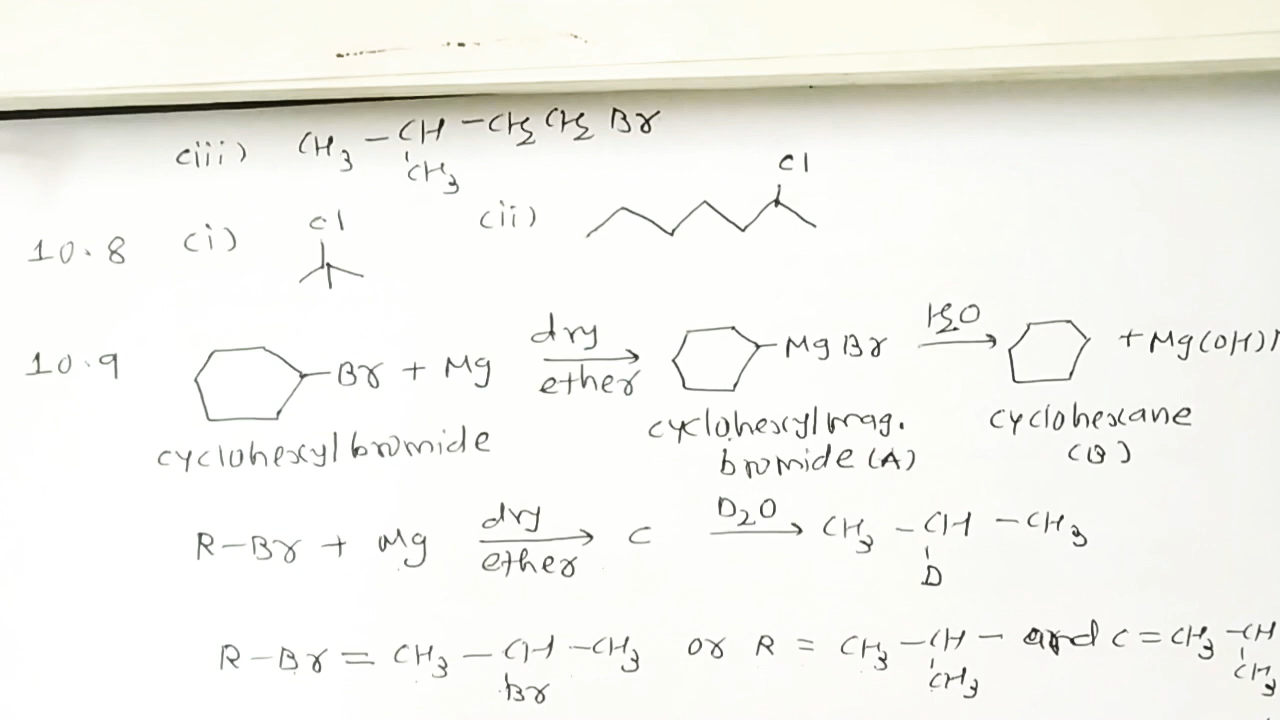 (iii) CH3 – CH – CH2 CH2 Br
CH3
10.8 (i) Cl (ii) Cl
10.9 Br + Mg dry ether MgBr H2O + Mg(OH)
cyclohexyl bromide cyclohexyl mag. bromide (A) cyclohexane (B)
R–Br + Mg dry ether C D2O CH3 – CH – CH3
D
R–Br = CH3 – CH – CH3 or R = CH3 – CH – and C = CH3 – CH
Br CH3 CH3